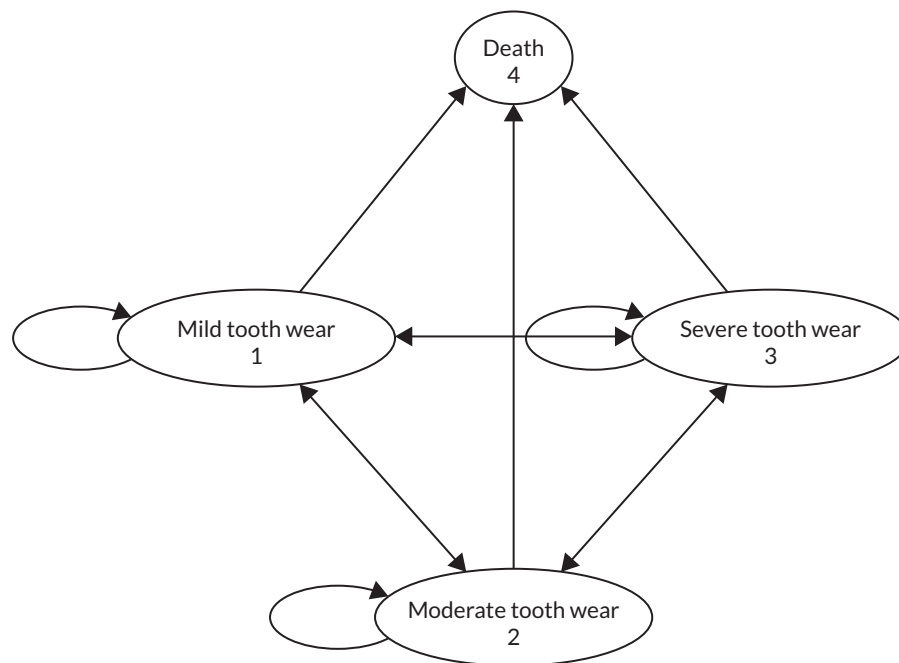 Death
4
Mild tooth wear
1
Severe tooth wear
3
Moderate tooth wear
2